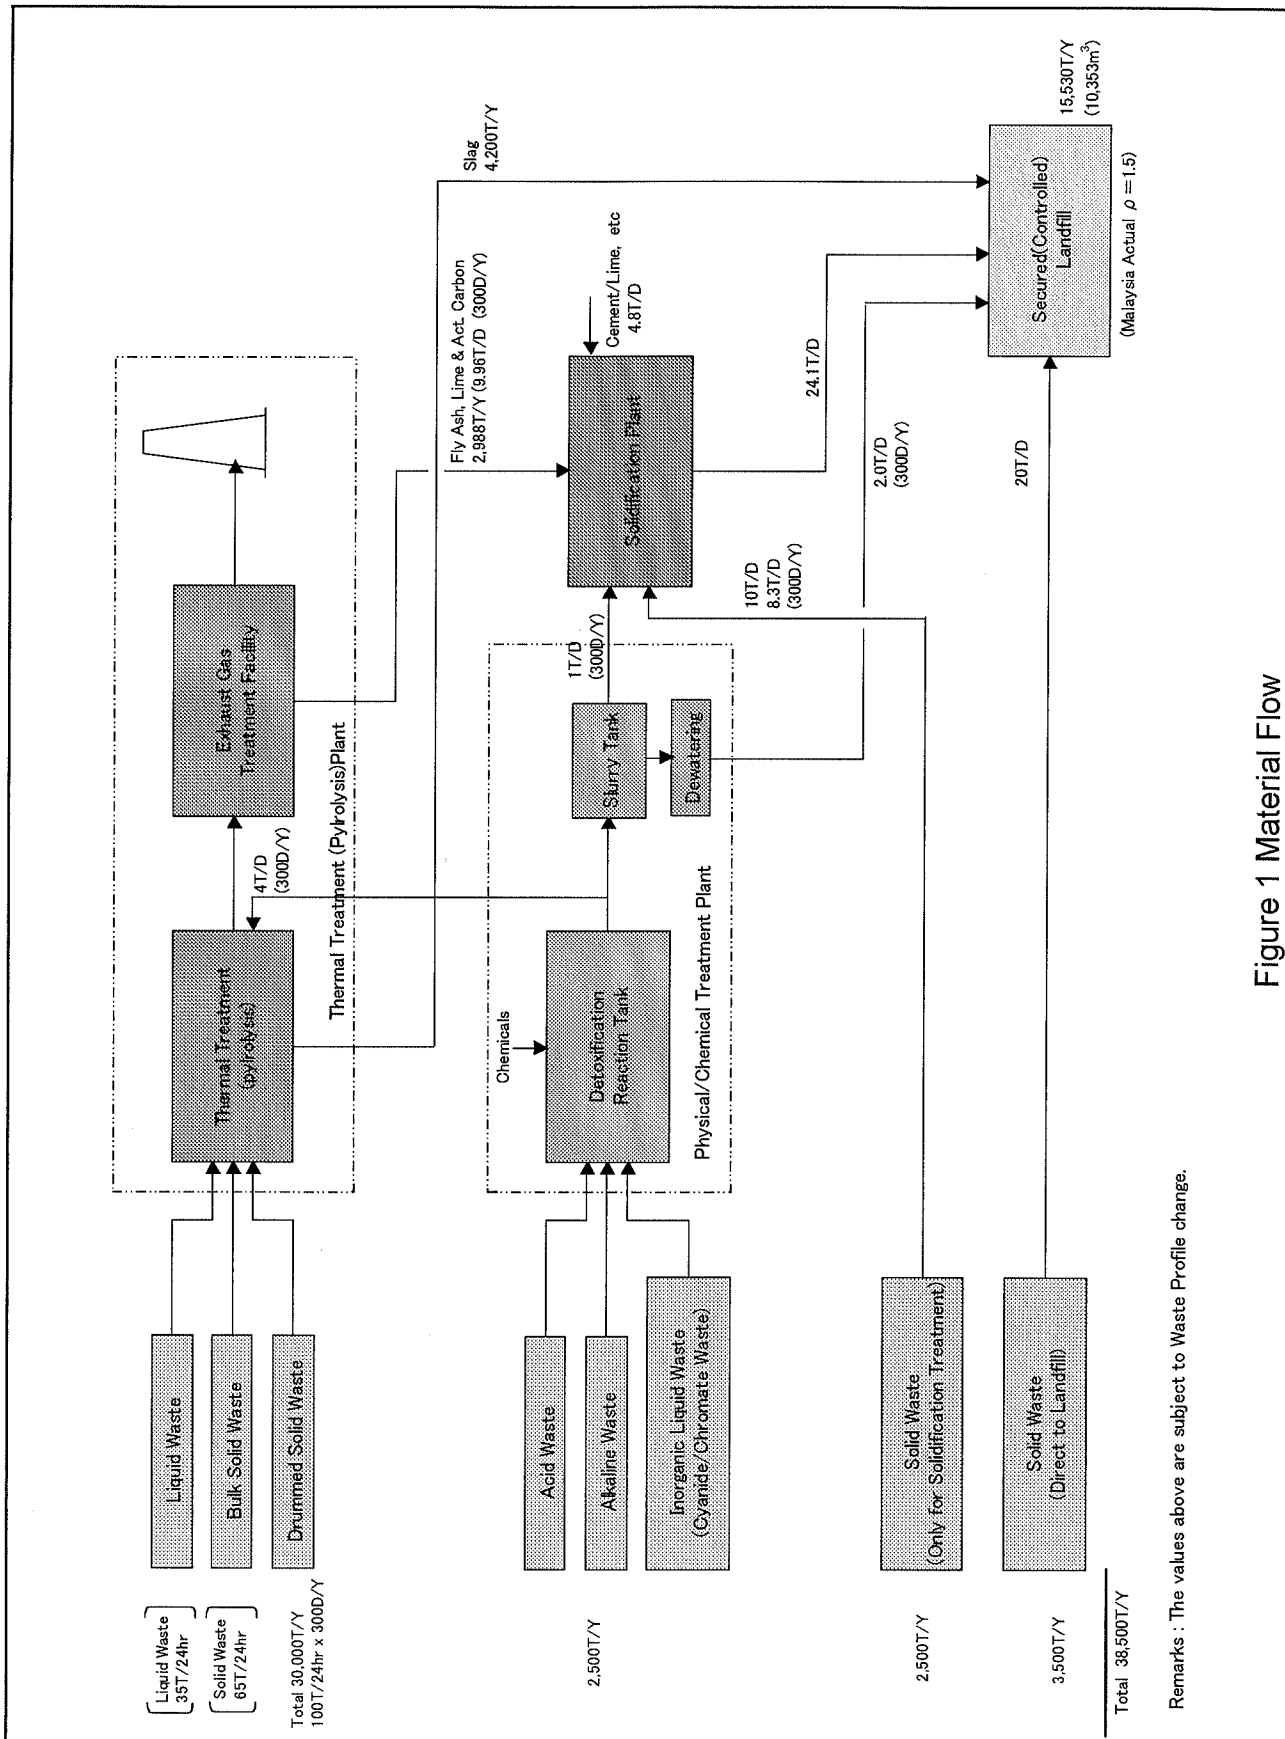 Liquid Waste
35T/24hr
Solid Waste
65T/24hr
Total 30,000T/Y
100T/24hr x 300D/Y
Liquid Waste
Bulk Solid Waste
Drummed Solid Waste
Thermal Treatment
(pylrolysis)
4T/D
(300D/Y)
Exhaust Gas
Treatment Facility
Thermal Treatment (Pylrolysis)Plant
Slag
4,200T/Y
Fly Ash, Lime & Act. Carbon
2,988T/Y (9.96T/D (300D/Y)
2,500T/Y
Acid Waste
Alkaline Waste
Inorganic Liquid Waste
(Cyanide/Chromate Waste)
Chemicals
Detoxification
Reaction Tank
Slurry Tank
Dewatering
Physical/Chemical Treatment Plant
1T/D
(300D/Y)
Solidification Plant
Cement/Lime, etc
4.8T/D
10T/D
8.3T/D
(300D/Y)
24.1T/D
2.0T/D
(300D/Y)
2,500T/Y
Solid Waste
(Only for Solidification Treatment)
3,500T/Y
Solid Waste
(Direct to Landfill)
20T/D
Secured(Controlled)
Landfill
15,530T/Y
(10,353m³)
(Malaysia Actual ρ=1.5)
Total 38,500T/Y
Remarks : The values above are subject to Waste Profile change.
Figure 1 Material Flow